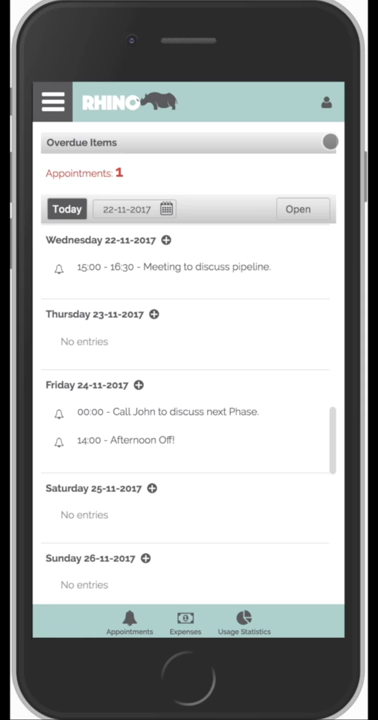 RHINO
Overdue Items
Appointments: 1
Today 22-11-2017 Open
Wednesday 22-11-2017
15:00 - 16:30 - Meeting to discuss pipeline.
Thursday 23-11-2017
No entries
Friday 24-11-2017
00:00 - Call John to discuss next Phase.
14:00 - Afternoon Off!
Saturday 25-11-2017
No entries
Sunday 26-11-2017
No entries
Appointments Expenses Usage Statistics